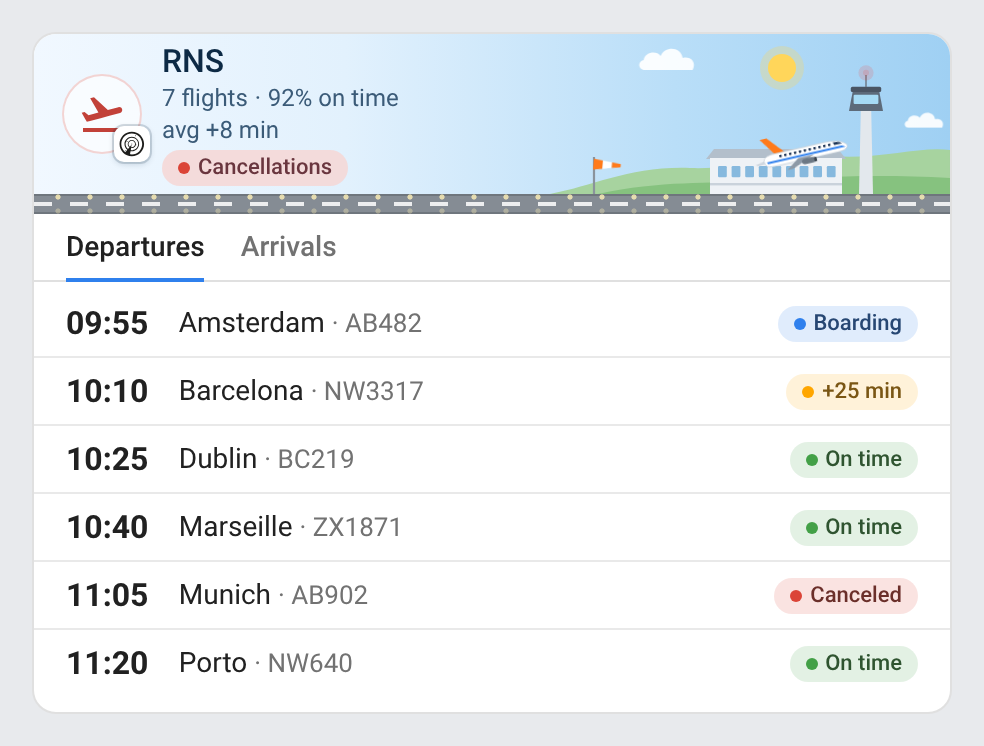 RNS
7 flights · 92% on time
avg +8 min
Cancellations
Departures Arrivals
09:55 Amsterdam · AB482 Boarding
10:10 Barcelona · NW3317 +25 min
10:25 Dublin · BC219 On time
10:40 Marseille · ZX1871 On time
11:05 Munich · AB902 Canceled
11:20 Porto · NW640 On time